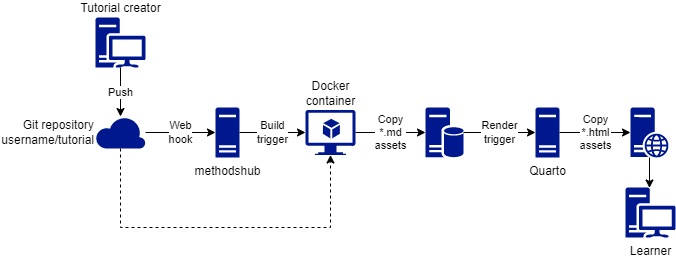 Tutorial creator
Push
Git repository
username/tutorial
Web
hook
methodshub
Build
trigger
Docker
container
Copy
*.md
assets
Render
trigger
Quarto
Copy
*.html
assets
Learner